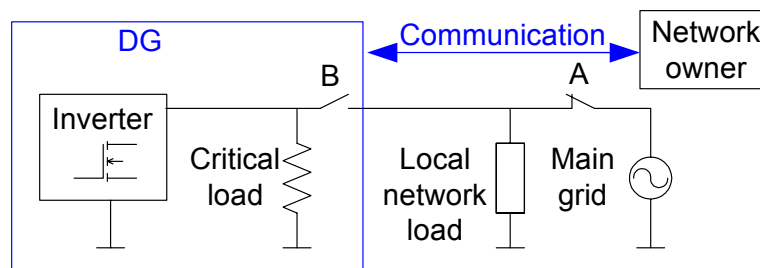 DG
Communication
Network
owner
B
A
Inverter
Critical
load
Local
network
load
Main
grid